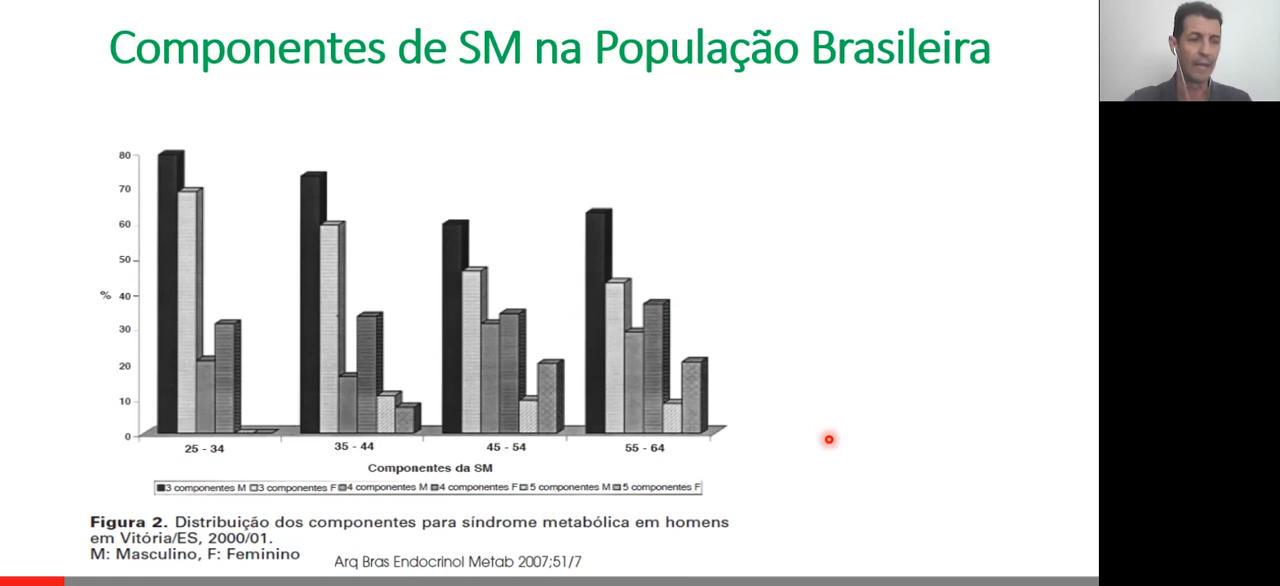 Componentes de SM na População Brasileira
80
70
60
50
%
40
30
20
10
0
25 - 34
35 - 44
45 - 54
55 - 64
Componentes da SM
3 componentes M 3 componentes F 4 componentes M 4 componentes F 5 componentes M 5 componentes F
Figura 2. Distribuição dos componentes para síndrome metabólica em homens
em Vitória/ES, 2000/01.
M: Masculino, F: Feminino
Arq Bras Endocrinol Metab 2007;51/7